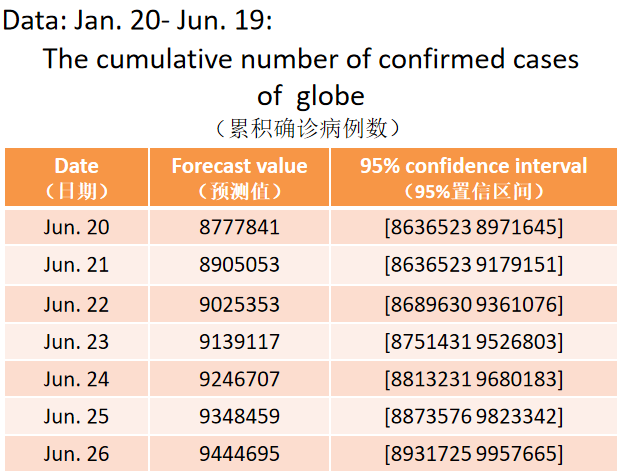 Data: Jan. 20- Jun. 19:
The cumulative number of confirmed cases
of globe
（累积确诊病例数）
Date Forecast value 95% confidence interval
（日期） （预测值） （95%置信区间）
Jun. 20 8777841 [8636523 8971645]
Jun. 21 8905053 [8636523 9179151]
Jun. 22 9025353 [8689630 9361076]
Jun. 23 9139117 [8751431 9526803]
Jun. 24 9246707 [8813231 9680183]
Jun. 25 9348459 [8873576 9823342]
Jun. 26 9444695 [8931725 9957665]